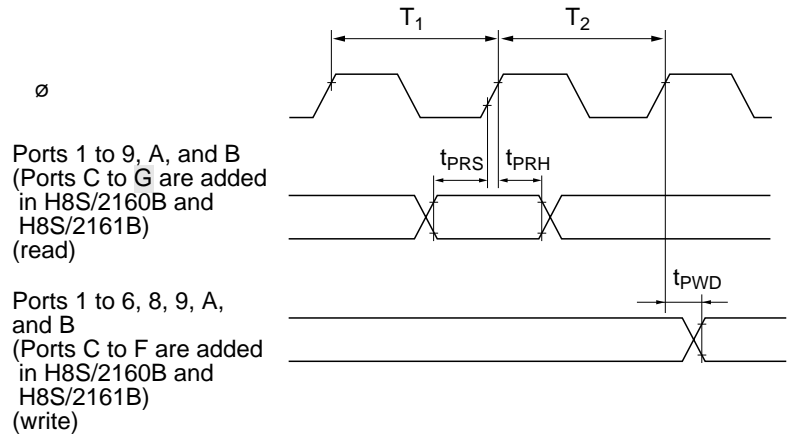 T1
T2
ø
Ports 1 to 9, A, and B
(Ports C to G are added
in H8S/2160B and
H8S/2161B)
(read)
tPRS
tPRH
tPWD
Ports 1 to 6, 8, 9, A,
and B
(Ports C to F are added
in H8S/2160B and
H8S/2161B)
(write)